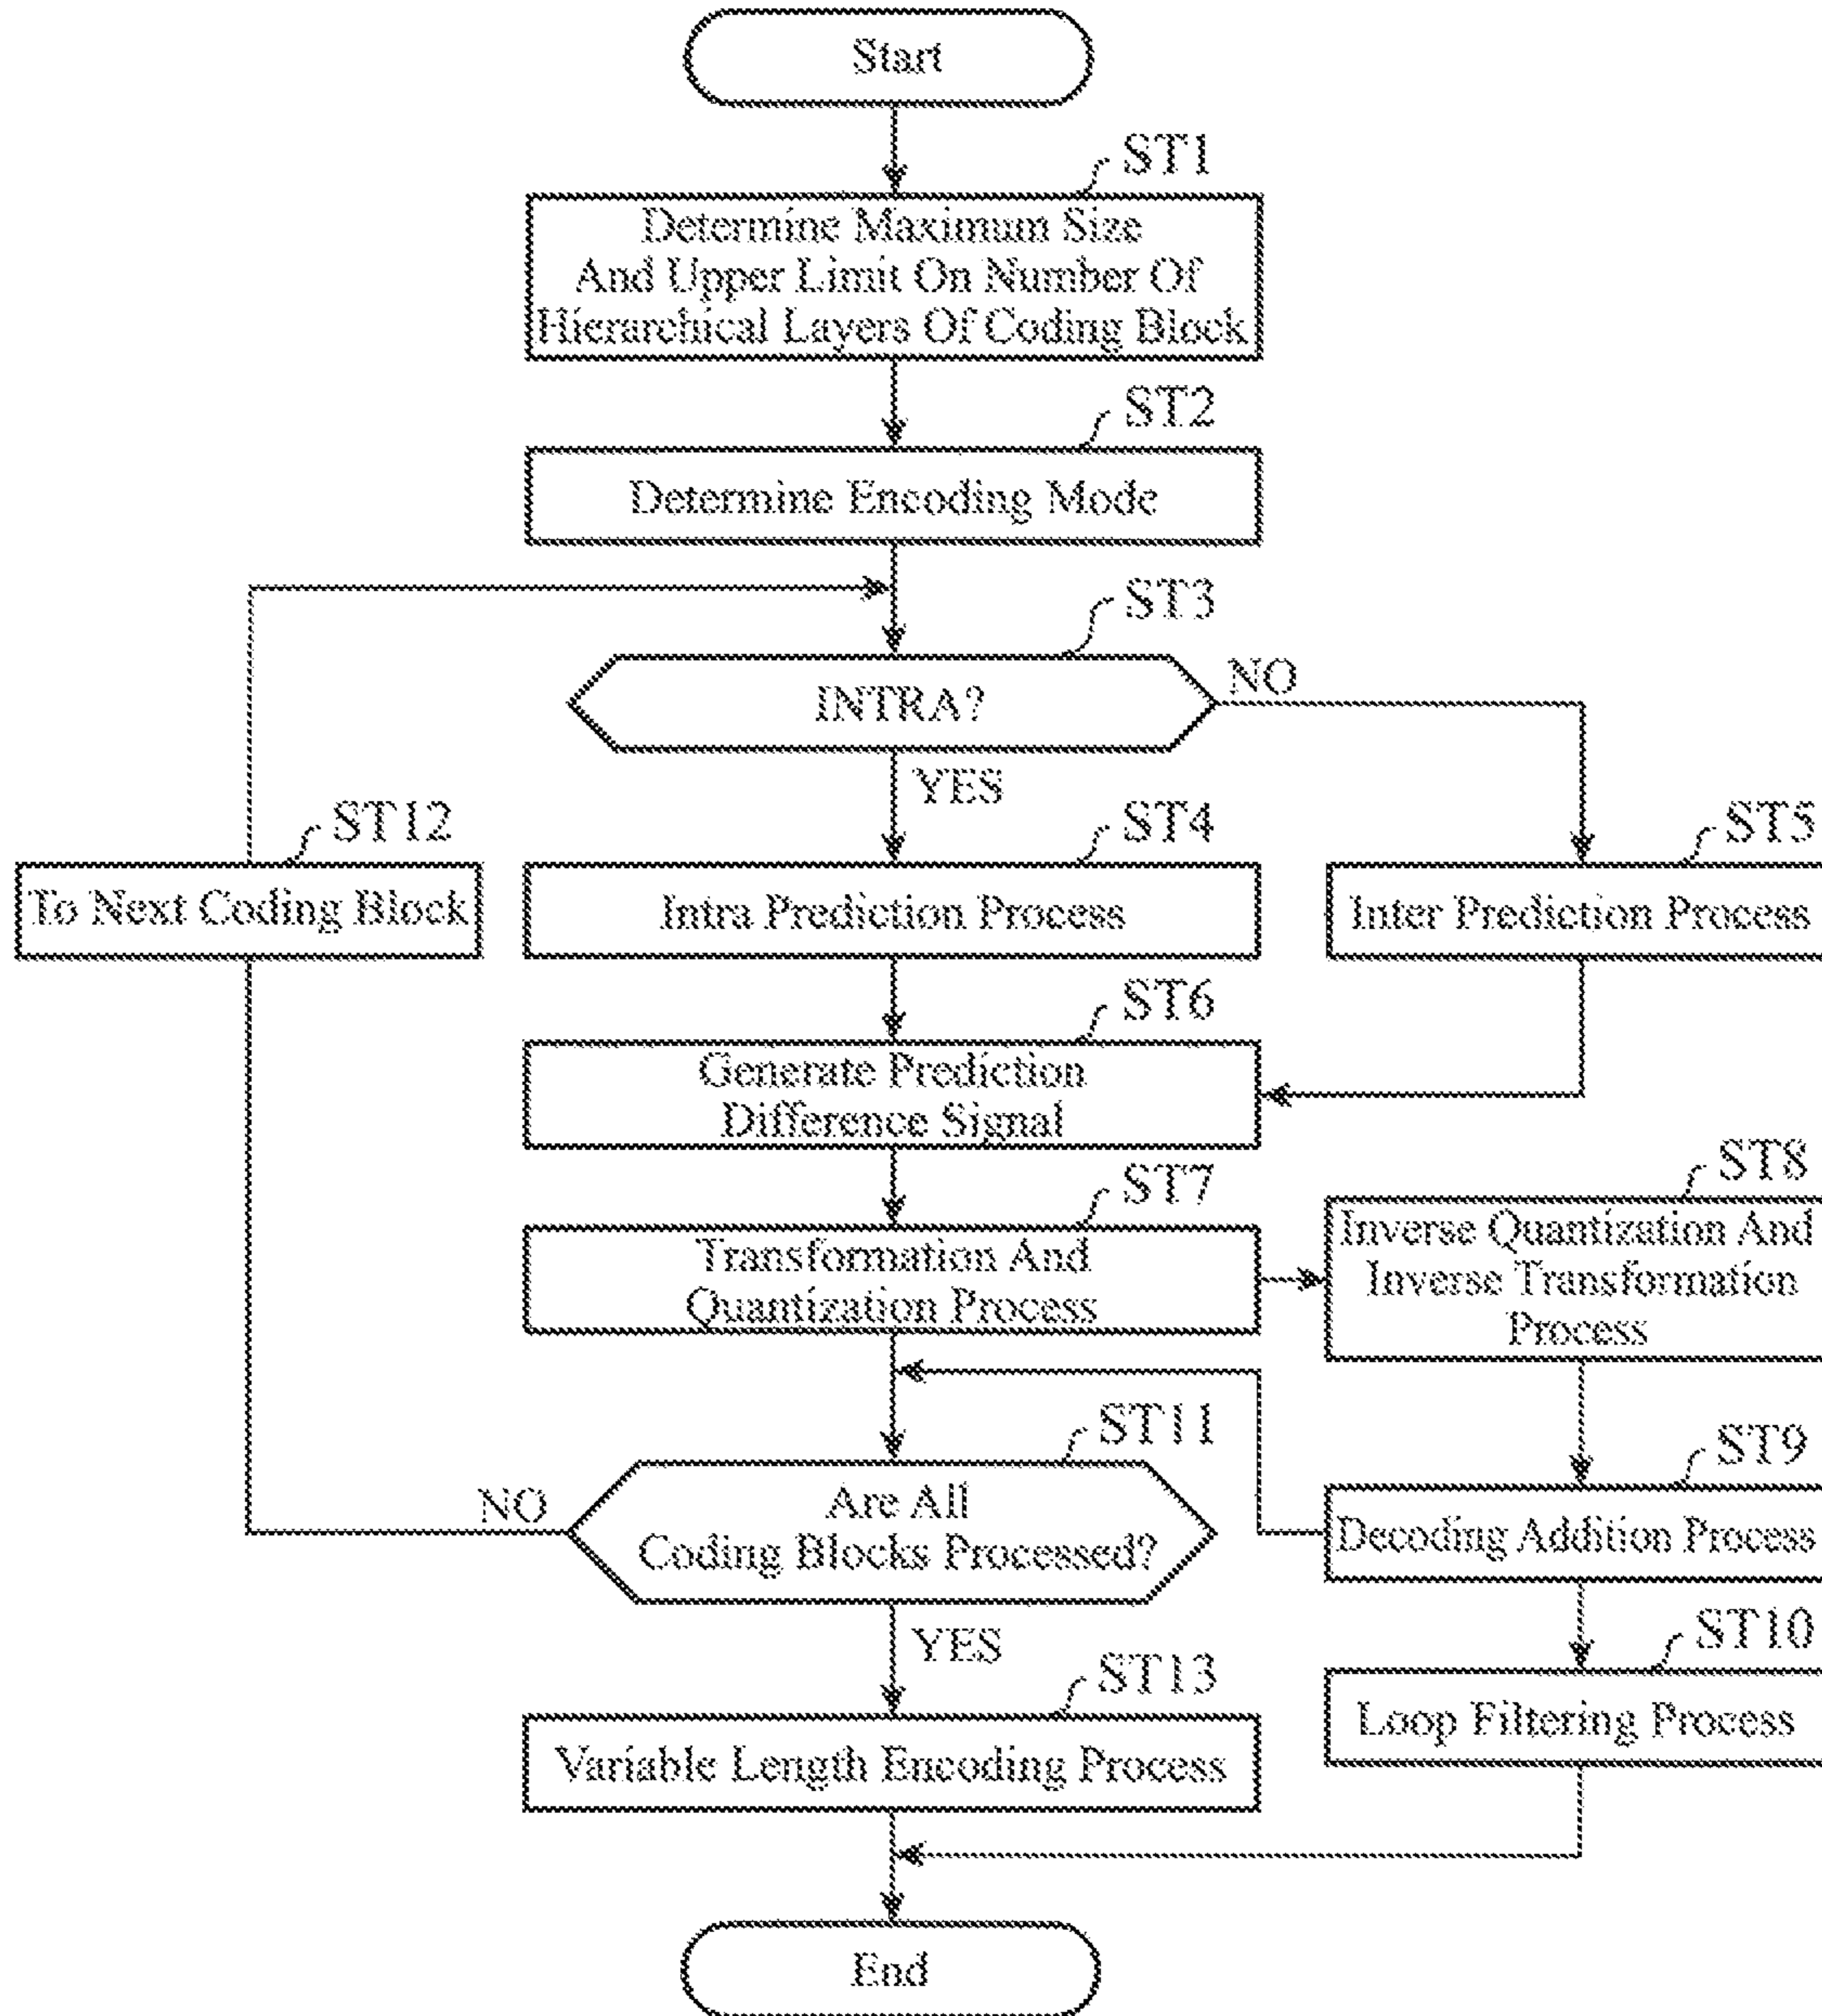 Start
ST1
Determine Maximum Size
And Upper Limit On Number Of
Hierarchical Layers Of Coding Block
ST2
Determine Encoding Mode
ST3
INTRA?
NO
YES
ST12
To Next Coding Block
ST4
Intra Prediction Process
ST5
Inter Prediction Process
ST6
Generate Prediction
Difference Signal
ST7
Transformation And
Quantization Process
ST8
Inverse Quantization And
Inverse Transformation
Process
ST11
Are All
Coding Blocks Processed?
NO
YES
ST9
Decoding Addition Process
ST10
Loop Filtering Process
ST13
Variable Length Encoding Process
End